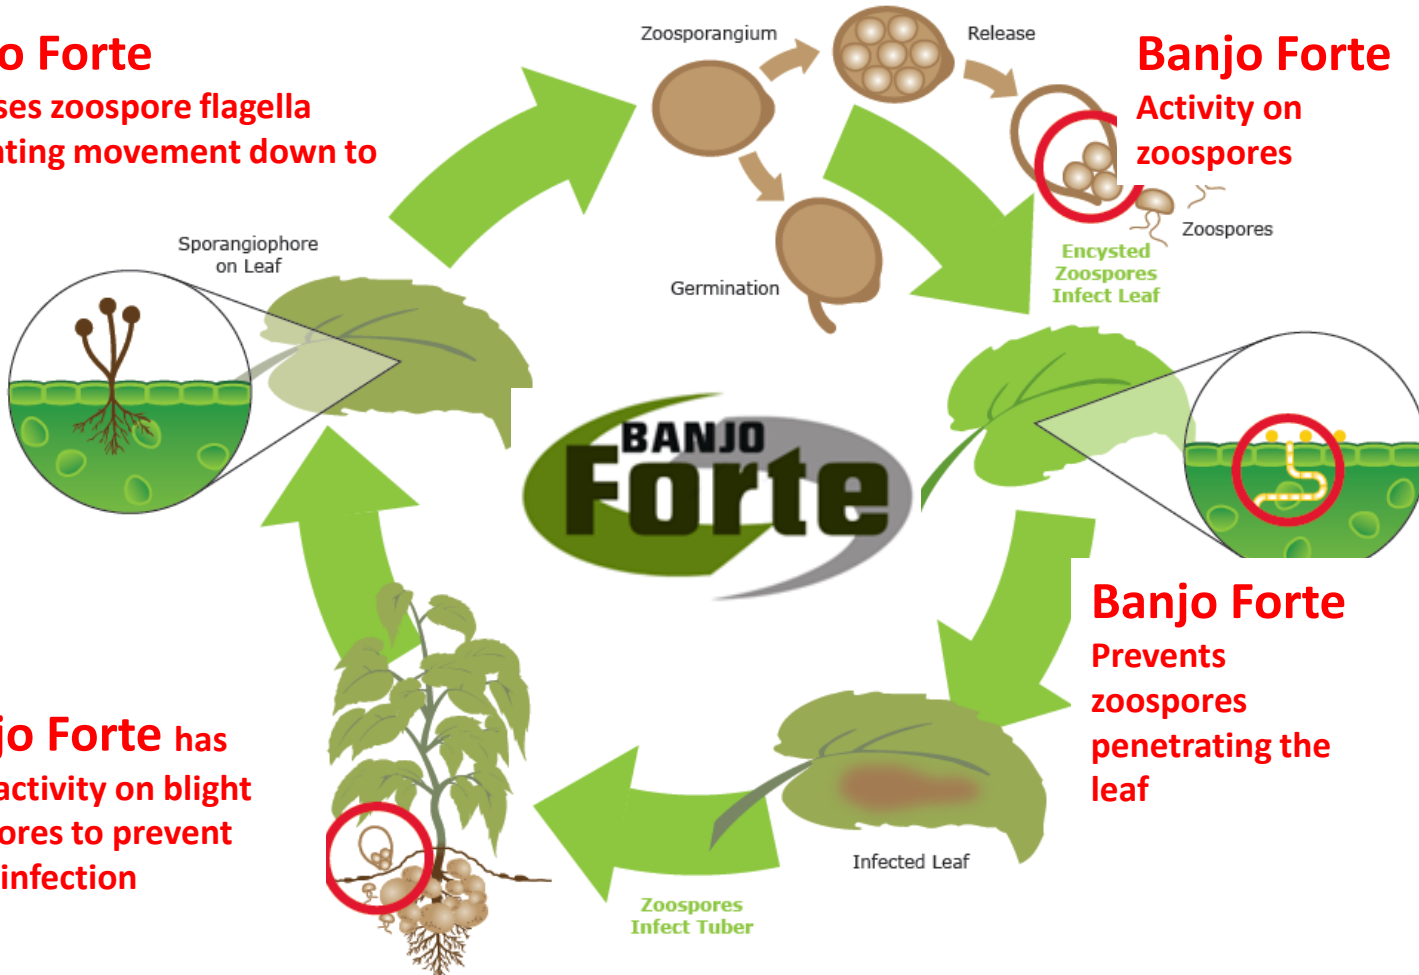 o Forte
ses zoospore flagella
nting movement down to
Zoosporangium
Release
Banjo Forte
Activity on
zoospores
Zoospores
Encysted
Zoospores
Infect Leaf
Sporangiophore
on Leaf
Germination
BANJO
Forte
Banjo Forte
Prevents
zoospores
penetrating the
leaf
jo Forte has
activity on blight
ores to prevent
infection
Infected Leaf
Zoospores
Infect Tuber